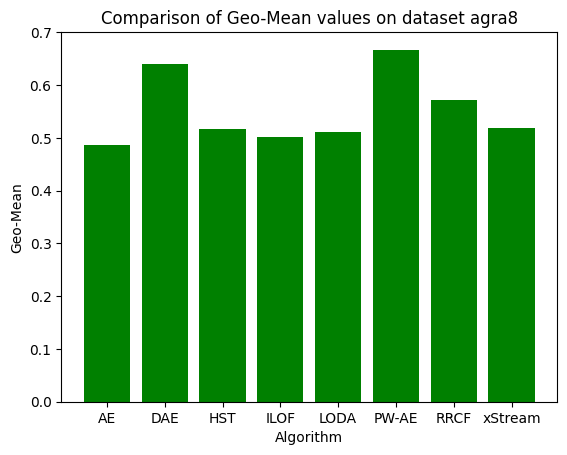 Comparison of Geo-Mean values on dataset agra8
0.7
0.6
0.5
0.4
0.3
0.2
0.1
0.0
Geo-Mean
AE DAE HST ILOF LODA PW-AE RRCF xStream
Algorithm